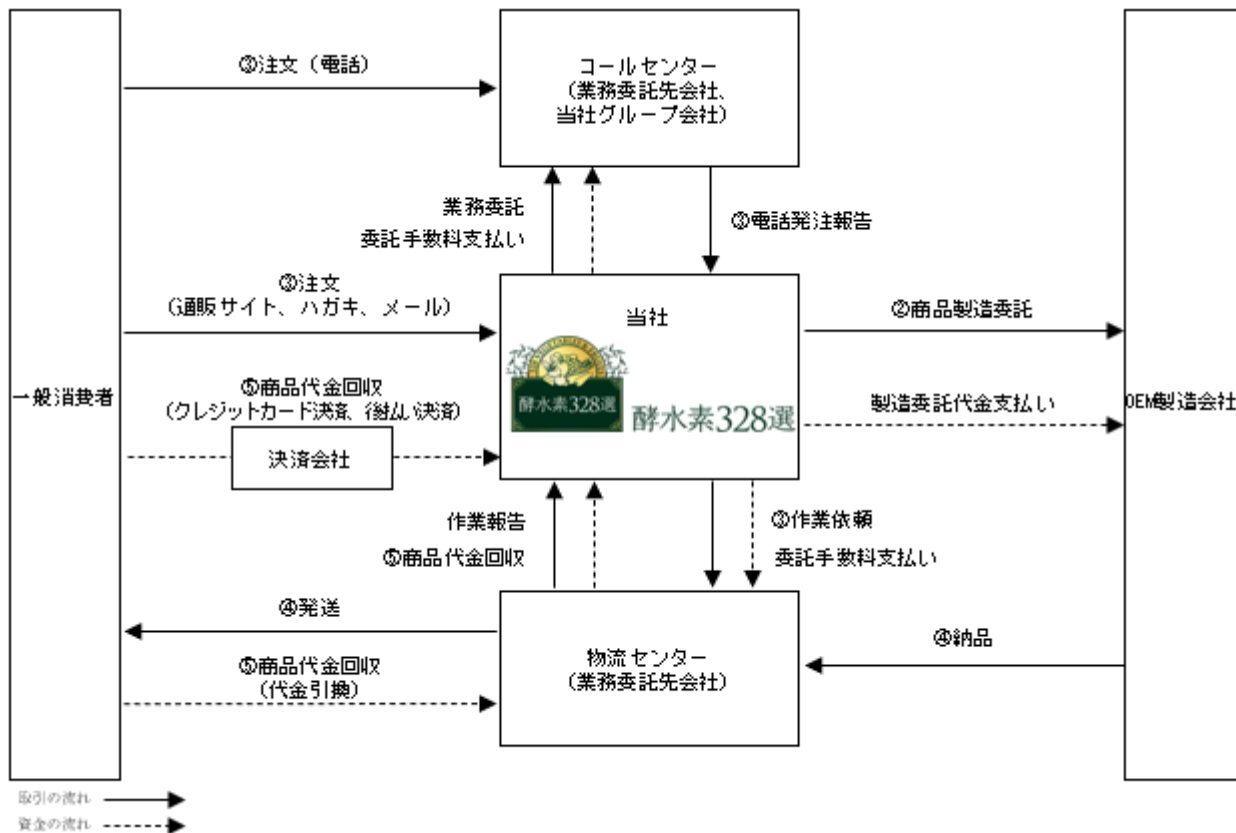 ③注文（電話）
コールセンター
（業務委託先会社、
当社グループ会社）
業務委託
委託手数料支払い
③電話発注報告
③注文
（通販サイト、ハガキ、メール）
当社
②商品製造委託
一般消費者
⑤商品代金回収
（クレジットカード決済、後払い決済）
決済会社
酵水素328選
酵水素328選
製造委託代金支払い
OEM製造会社
作業報告
⑤商品代金回収
③作業依頼
委託手数料支払い
④発送
⑤商品代金回収
（代金引換）
物流センター
（業務委託先会社）
④納品
取引の流れ
資金の流れ